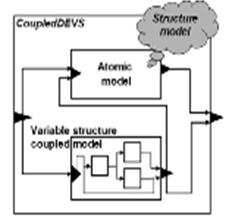 CoupledDEVS
Structure
model
Atomic
model
Variable structure
coupled model